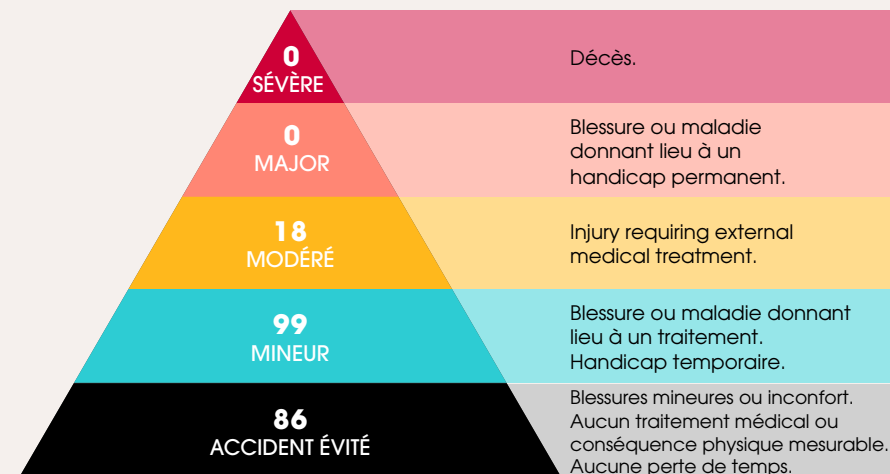 0
SÉVÈRE
Décès.
0
MAJOR
Blessure ou maladie
donnant lieu à un
handicap permanent.
18
MODÉRÉ
Injury requiring external
medical treatment.
99
MINEUR
Blessure ou maladie donnant
lieu à un traitement.
Handicap temporaire.
86
ACCIDENT ÉVITÉ
Blessures mineures ou inconfort.
Aucun traitement médical ou
conséquence physique mesurable.
Aucune perte de temps.